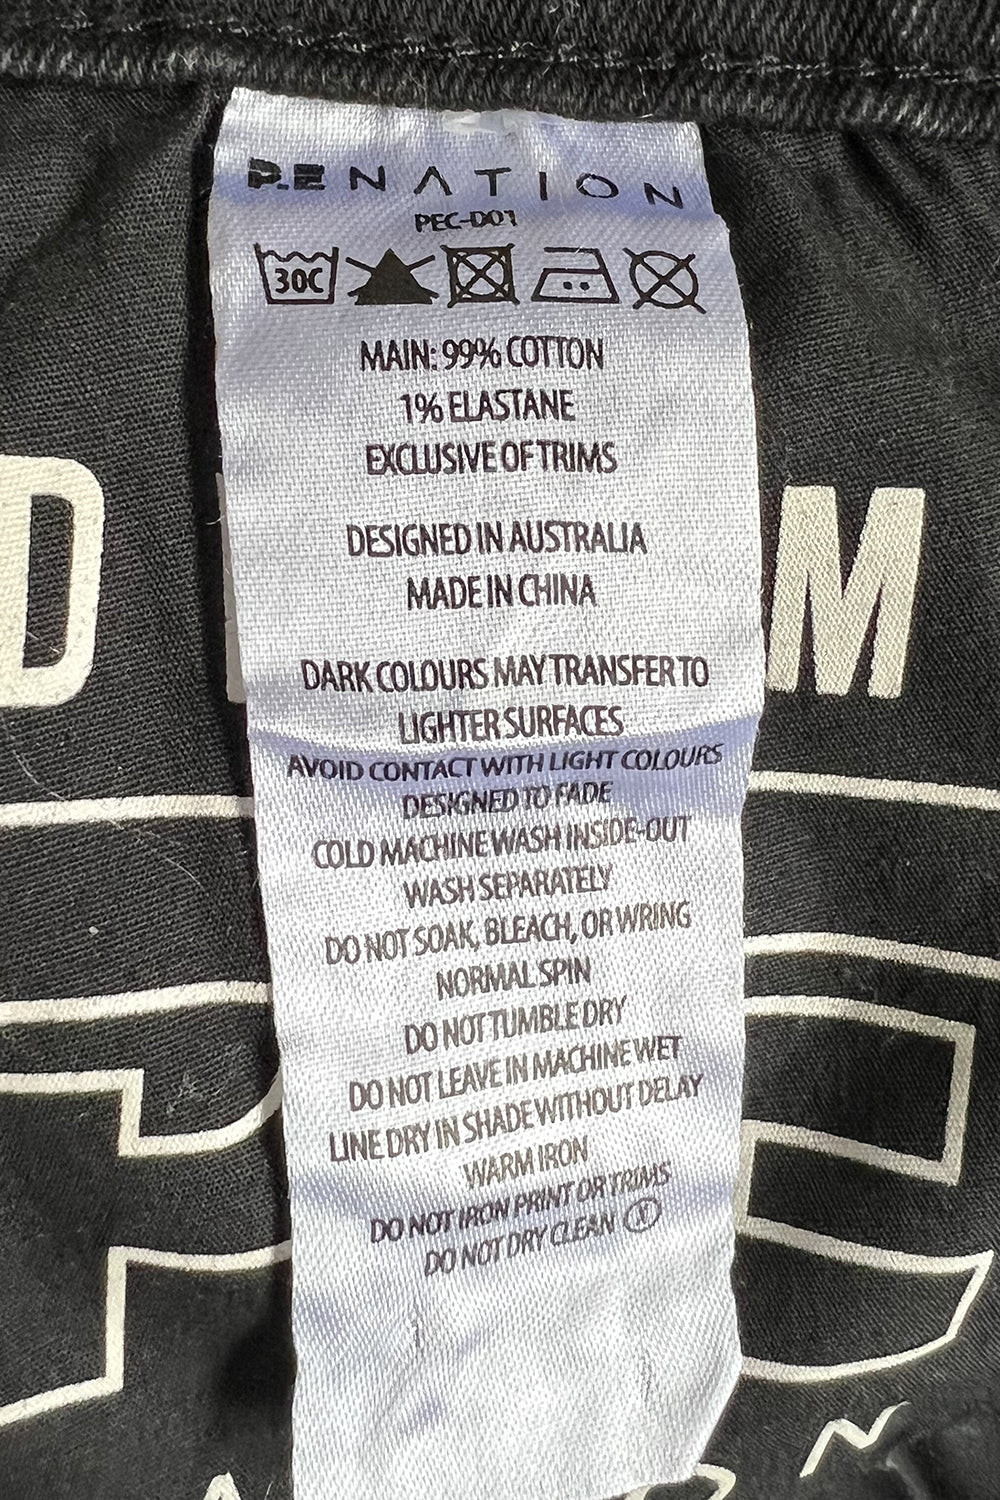 P.E NATION
PEC-D01
30C
MAIN: 99% COTTON
1% ELASTANE
EXCLUSIVE OF TRIMS
DESIGNED IN AUSTRALIA
MADE IN CHINA
DARK COLOURS MAY TRANSFER TO
LIGHTER SURFACES
AVOID CONTACT WITH LIGHT COLOURS
DESIGNED TO FADE
COLD MACHINE WASH INSIDE-OUT
WASH SEPARATELY
DO NOT SOAK, BLEACH, OR WRING
NORMAL SPIN
DO NOT TUMBLE DRY
DO NOT LEAVE IN MACHINE WET
LINE DRY IN SHADE WITHOUT DELAY
WARM IRON
DO NOT IRON PRINT OR TRIMS
DO NOT DRY CLEAN
D M